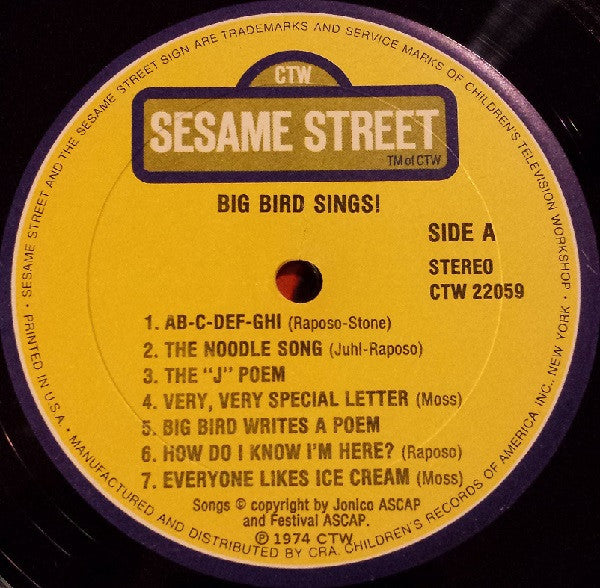 CTW
SESAME STREET
TM of CTW
BIG BIRD SINGS!
SIDE A
STEREO
CTW 22059
1. AB-C-DEF-GHI (Raposo-Stone)
2. THE NOODLE SONG (Juhl-Raposo)
3. THE "J" POEM
4. VERY, VERY SPECIAL LETTER (Moss)
5. BIG BIRD WRITES A POEM
6. HOW DO I KNOW I'M HERE? (Raposo)
7. EVERYONE LIKES ICE CREAM (Moss)
Songs © copyright by Jonico ASCAP
and Festival ASCAP.
℗ 1974 CTW
SESAME STREET AND THE SESAME STREET SIGN ARE TRADEMARKS AND SERVICE MARKS OF CHILDREN'S TELEVISION WORKSHOP •
• PRINTED IN U.S.A. • MANUFACTURED AND DISTRIBUTED BY CRA. CHILDREN'S RECORDS OF AMERICA INC., NEW YORK •